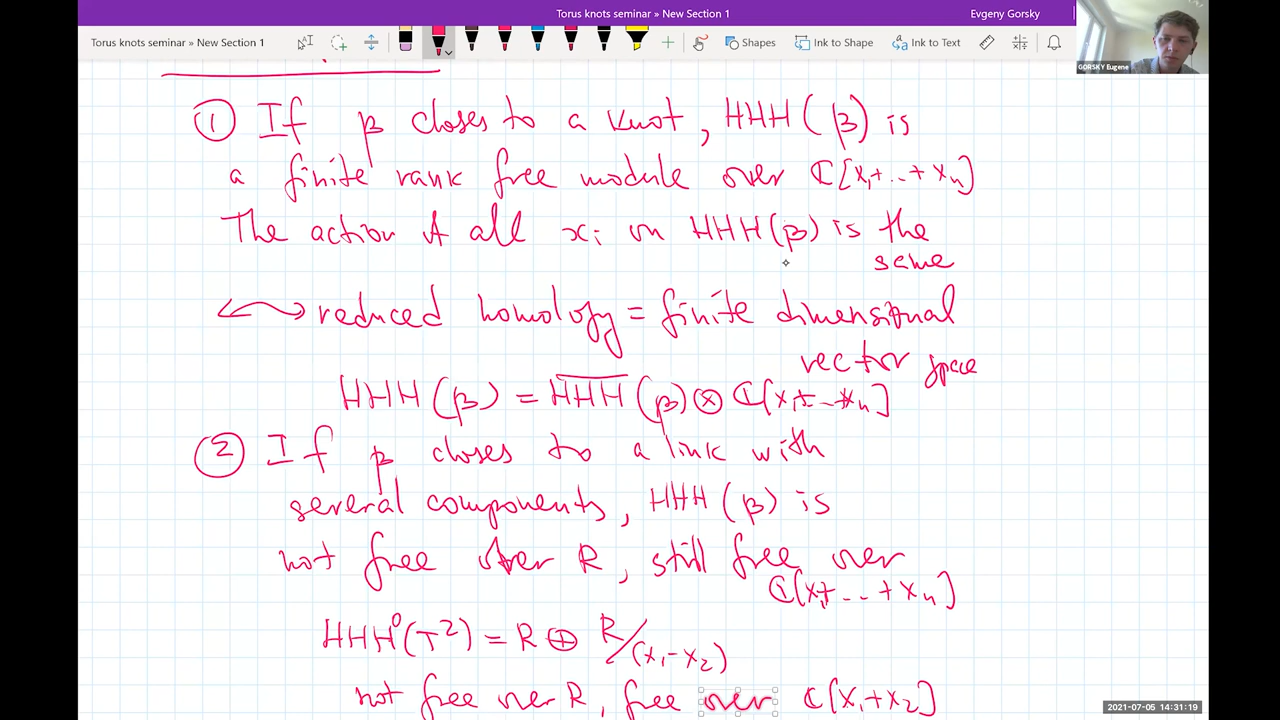 Torus knots seminar » New Section 1
Evgeny Gorsky
Torus knots seminar » New Section 1
Shapes
Ink to Shape
Ink to Text
GORSKY Eugene
① If β closes to a knot, HHH(β) is
a finite rank free module over ℂ[x₁+..+xₙ]
The action of all xᵢ on HHH(β) is the
same
↔ reduced homology = finite dimensional
vector space
HHH(β) = \overline{HHH}(β) ⊗ ℂ[x₁+...+xₙ]
② If β closes to a link with
several components, HHH(β) is
not free over R, still free over
ℂ[x₁+...+xₙ]
HHH⁰(T²) = R ⊕ R/(x₁-x₂)
not free over R, free over ℂ[x₁+x₂]
2021-07-05 14:31:19